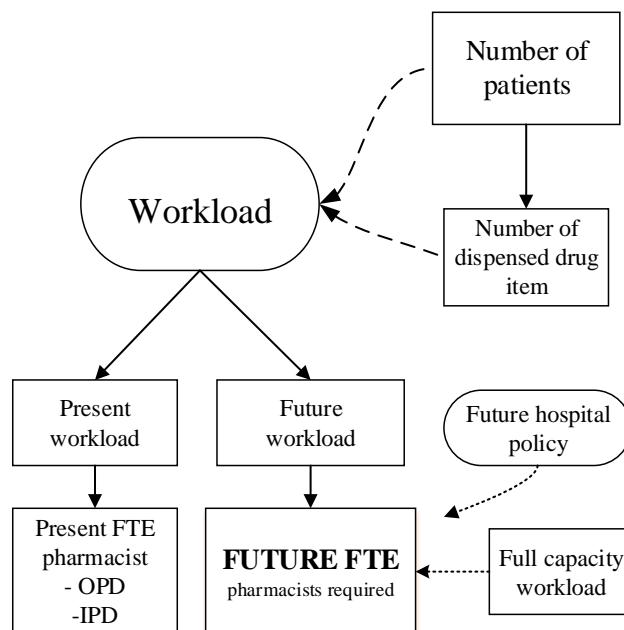 Number of
patients
Workload
Number of
dispensed drug
item
Present
workload
Future
workload
Future hospital
policy
Present FTE
pharmacist
- OPD
-IPD
FUTURE FTE
pharmacists required
Full capacity
workload